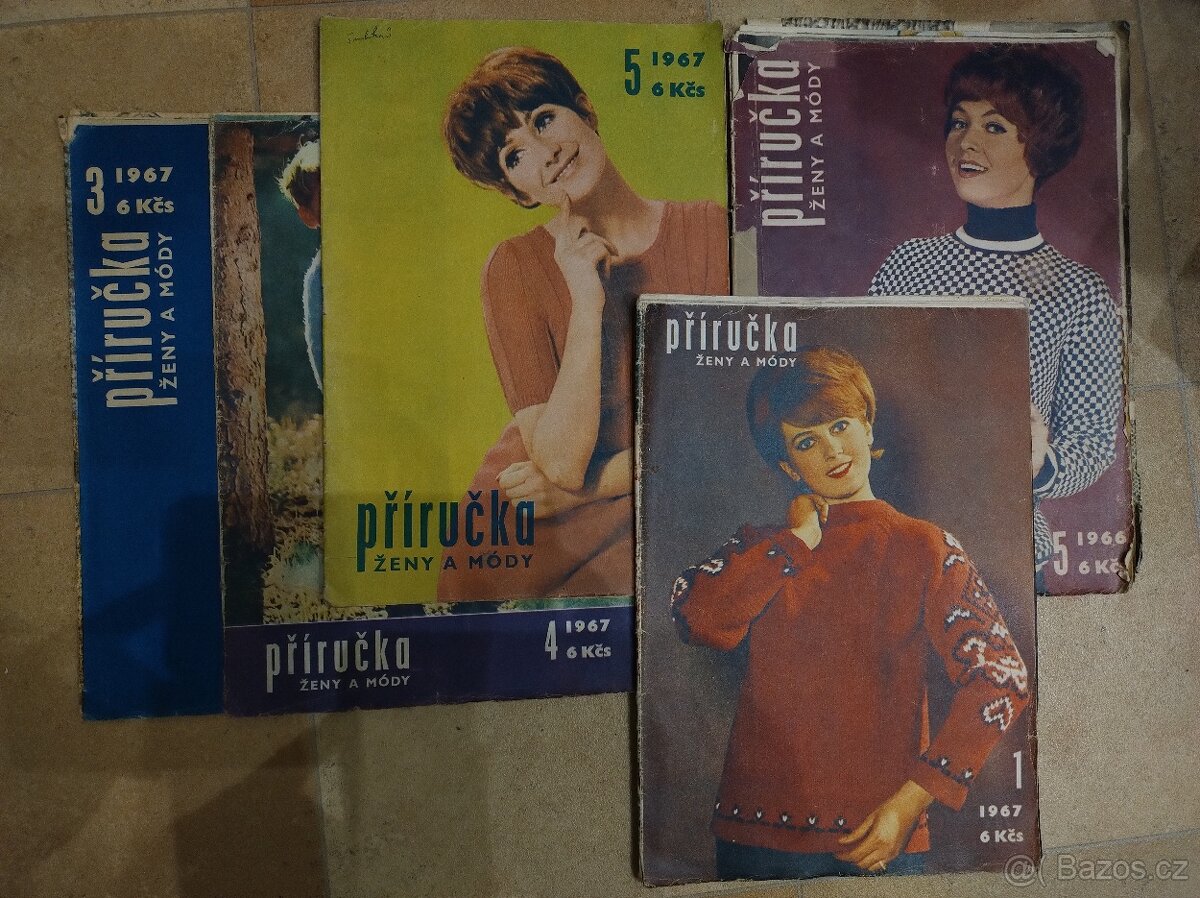 3 1967
6 Kčs
příručka
ŽENY A MÓDY
příručka
ŽENY A MÓDY
4 1967
6 Kčs
5 1967
6 Kčs
příručka
ŽENY A MÓDY
příručka
ŽENY A MÓDY
5 1966
6 Kčs
příručka
ŽENY A MÓDY
1
1967
6 Kčs
Bazos.cz